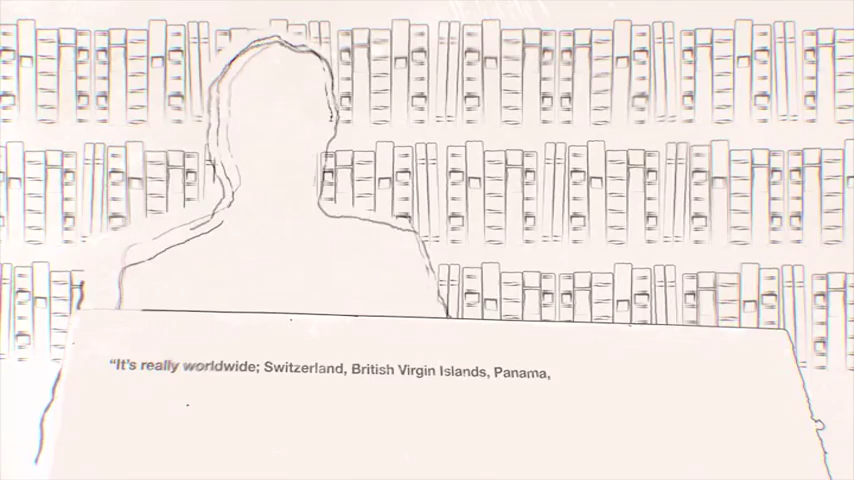 “It’s really worldwide; Switzerland, British Virgin Islands, Panama,